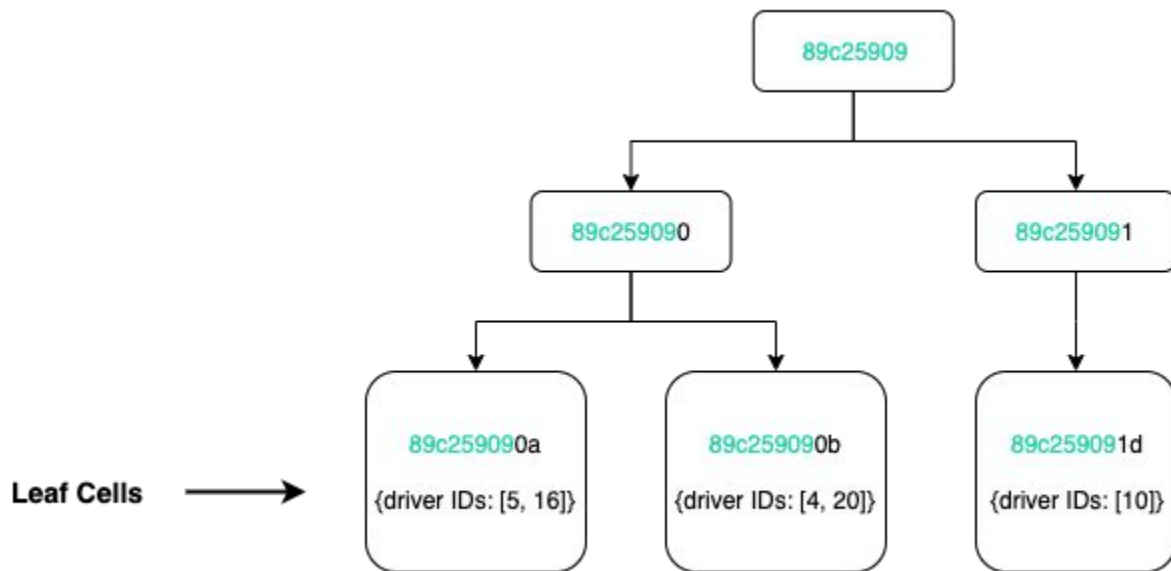 89c25909
89c259090
89c259091
89c259090a
89c259090b
89c259091d
Leaf Cells
{driver IDs: [5, 16]}
{driver IDs: [4, 20]}
{driver IDs: [10]}